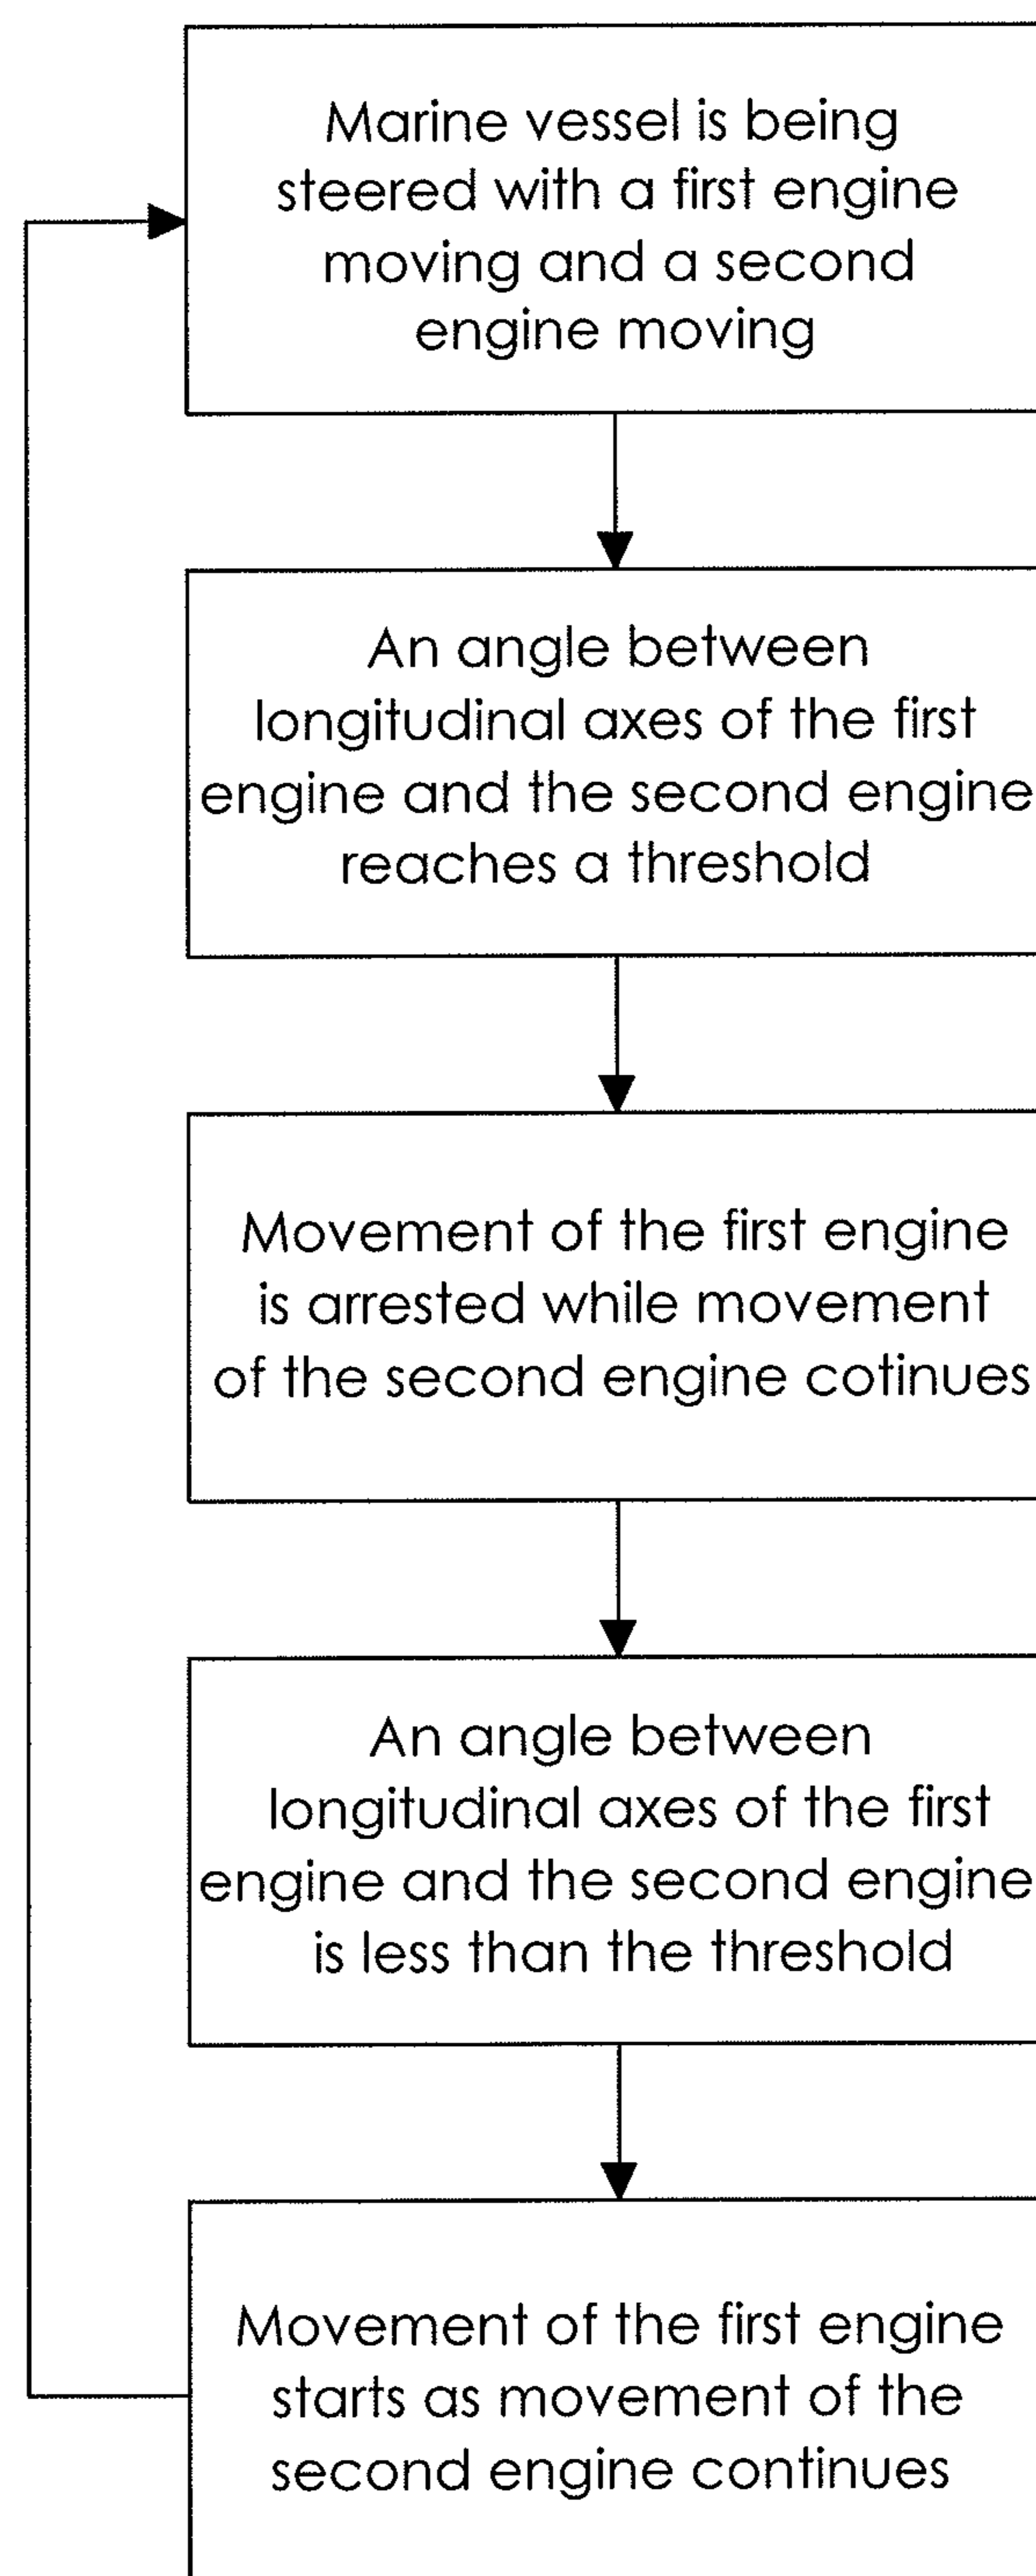 Marine vessel is being
steered with a first engine
moving and a second
engine moving
An angle between
longitudinal axes of the first
engine and the second engine
reaches a threshold
Movement of the first engine
is arrested while movement
of the second engine cotinues
An angle between
longitudinal axes of the first
engine and the second engine
is less than the threshold
Movement of the first engine
starts as movement of the
second engine continues